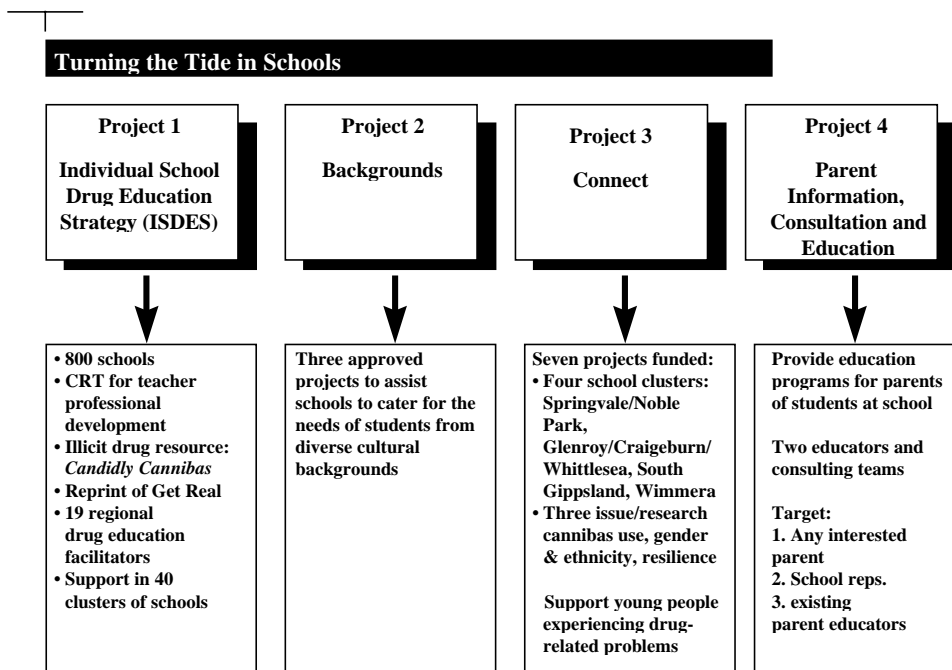 Turning the Tide in Schools
Project 1
Individual School
Drug Education
Strategy (ISDES)
Project 2
Backgrounds
Project 3
Connect
Project 4
Parent
Information,
Consultation and
Education
• 800 schools
• CRT for teacher
professional
development
• Illicit drug resource:
Candidly Cannibas
• Reprint of Get Real
• 19 regional
drug education
facilitators
• Support in 40
clusters of schools
Three approved
projects to assist
schools to cater for the
needs of students from
diverse cultural
backgrounds
Seven projects funded:
• Four school clusters:
Springvale/Noble
Park,
Glenroy/Craigeburn/
Whittlesea, South
Gippsland, Wimmera
• Three issue/research
cannibas use, gender
& ethnicity, resilience
Support young people
experiencing drug-
related problems
Provide education
programs for parents
of students at school
Two educators and
consulting teams
Target:
1. Any interested
parent
2. School reps.
3. existing
parent educators